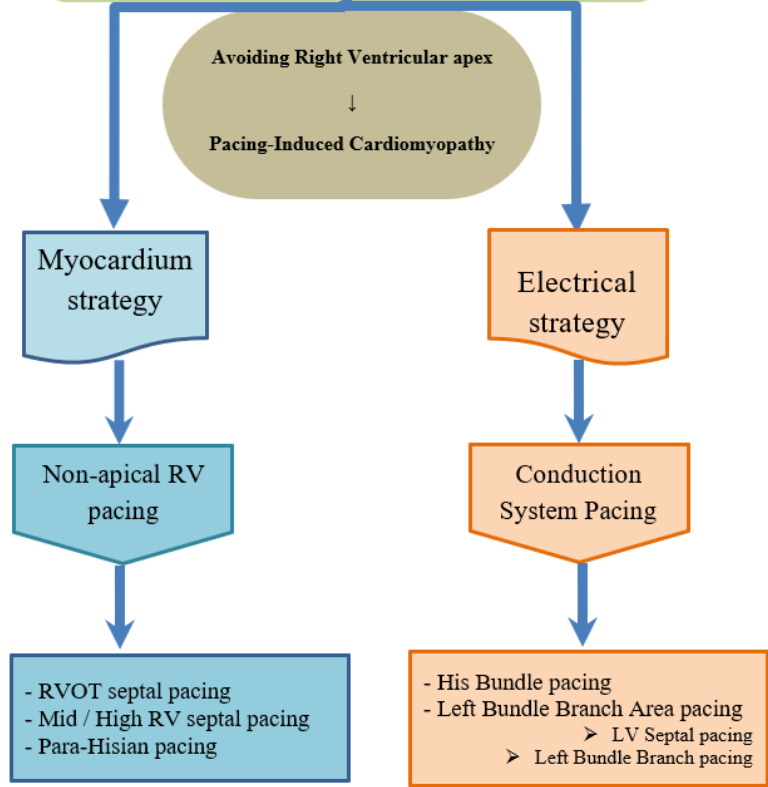 Avoiding Right Ventricular apex
↓
Pacing-Induced Cardiomyopathy
Myocardium
strategy
Electrical
strategy
Non-apical RV
pacing
Conduction
System Pacing
- RVOT septal pacing
- Mid / High RV septal pacing
- Para-Hisian pacing
- His Bundle pacing
- Left Bundle Branch Area pacing
➢ LV Septal pacing
➢ Left Bundle Branch pacing